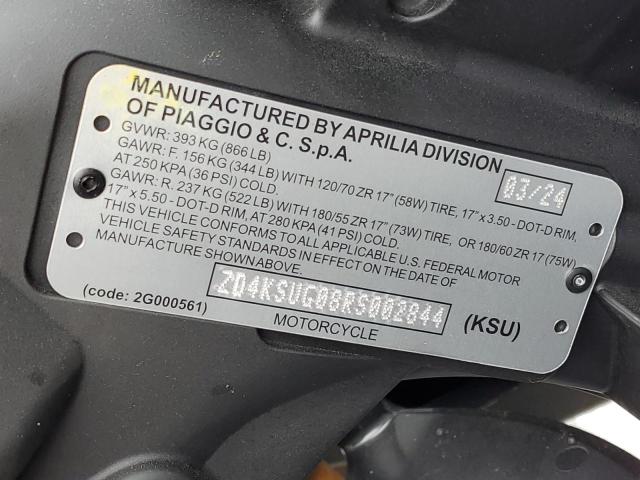 MANUFACTURED BY APRILIA DIVISION
OF PIAGGIO & C. S.p.A.
03/24
GVWR: 393 KG (866 LB)
GAWR: F. 156 KG (344 LB) WITH 120/70 ZR 17" (58W) TIRE, 17" x 3.50 - DOT-D RIM,
AT 250 KPA (36 PSI) COLD.
GAWR: R. 237 KG (522 LB) WITH 180/55 ZR 17" (73W) TIRE, OR 180/60 ZR 17 (75W)
17" x 5.50 - DOT-D RIM, AT 280 KPA (41 PSI) COLD.
THIS VEHICLE CONFORMS TO ALL APPLICABLE U.S. FEDERAL MOTOR
VEHICLE SAFETY STANDARDS IN EFFECT ON THE DATE OF
MANUFACTURE SHOWN ABOVE.
ZD4KSUG08RS002844
(code: 2G000561)
MOTORCYCLE
(KSU)